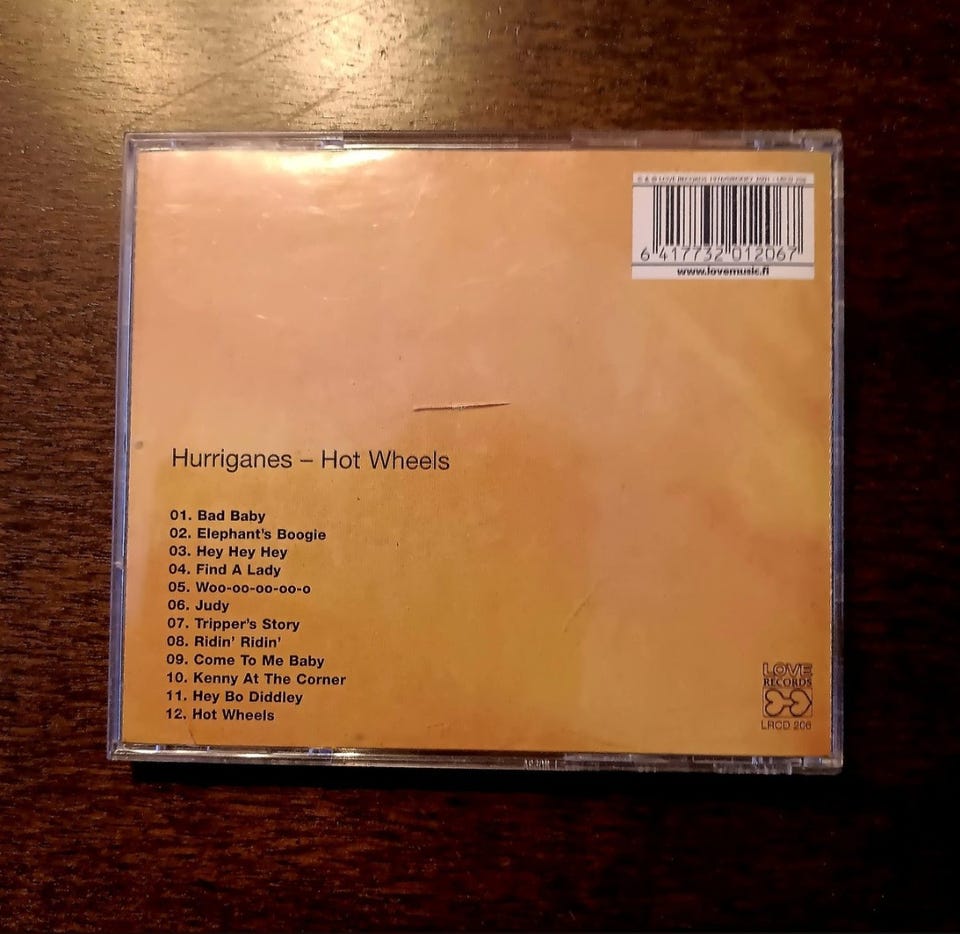 6 417732 012067
www.lovemusic.fi
Hurriganes – Hot Wheels
01. Bad Baby
02. Elephant's Boogie
03. Hey Hey Hey
04. Find A Lady
05. Woo-oo-oo-oo-o
06. Judy
07. Tripper's Story
08. Ridin' Ridin'
09. Come To Me Baby
10. Kenny At The Corner
11. Hey Bo Diddley
12. Hot Wheels
LOVE
RECORDS
LRCD 206